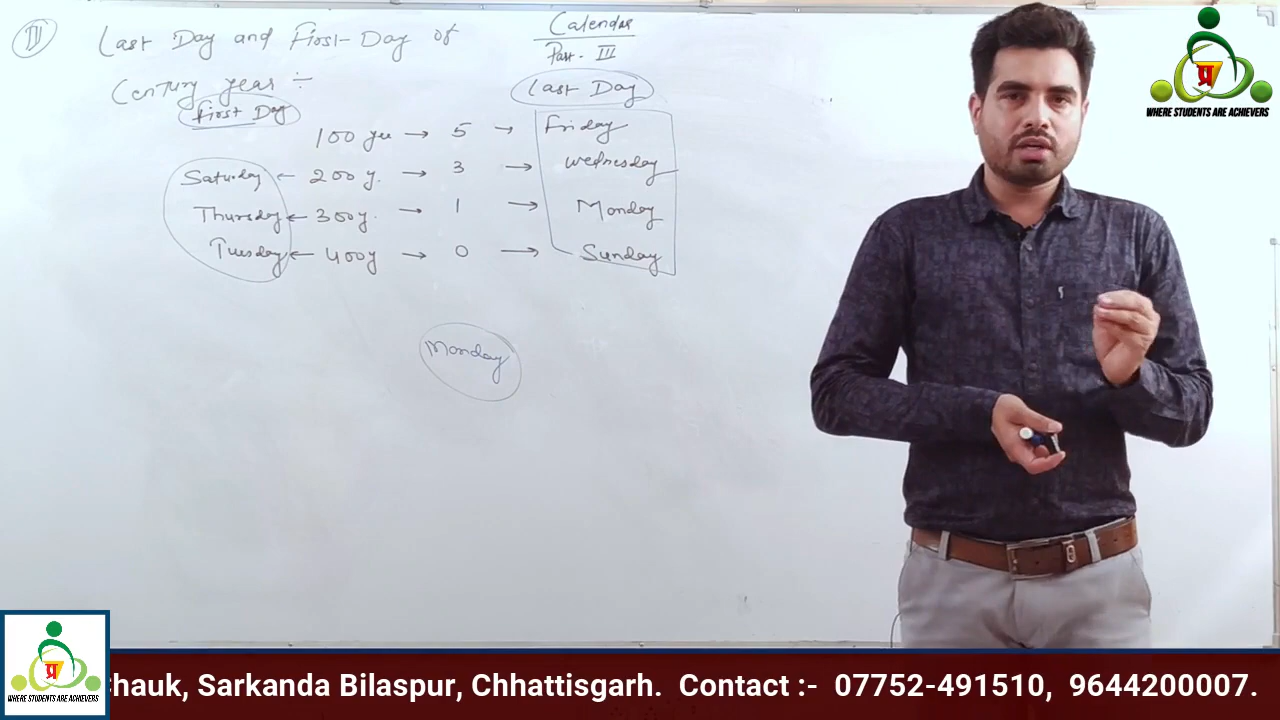 III
Last Day and First-Day of
Century year ÷
Calendar
Part - III
First Day
Last Day
100 yee → 5 → Friday
Saturday ← 200 y. → 3 → Wednesday
Thursday ← 300 y. → 1 → Monday
Tuesday ← 400 y → 0 → Sunday
Monday
प्र
WHERE STUDENTS ARE ACHIEVERS
प्र
WHERE STUDENTS ARE ACHIEVERS
chauk, Sarkanda Bilaspur, Chhattisgarh. Contact :- 07752-491510, 9644200007.